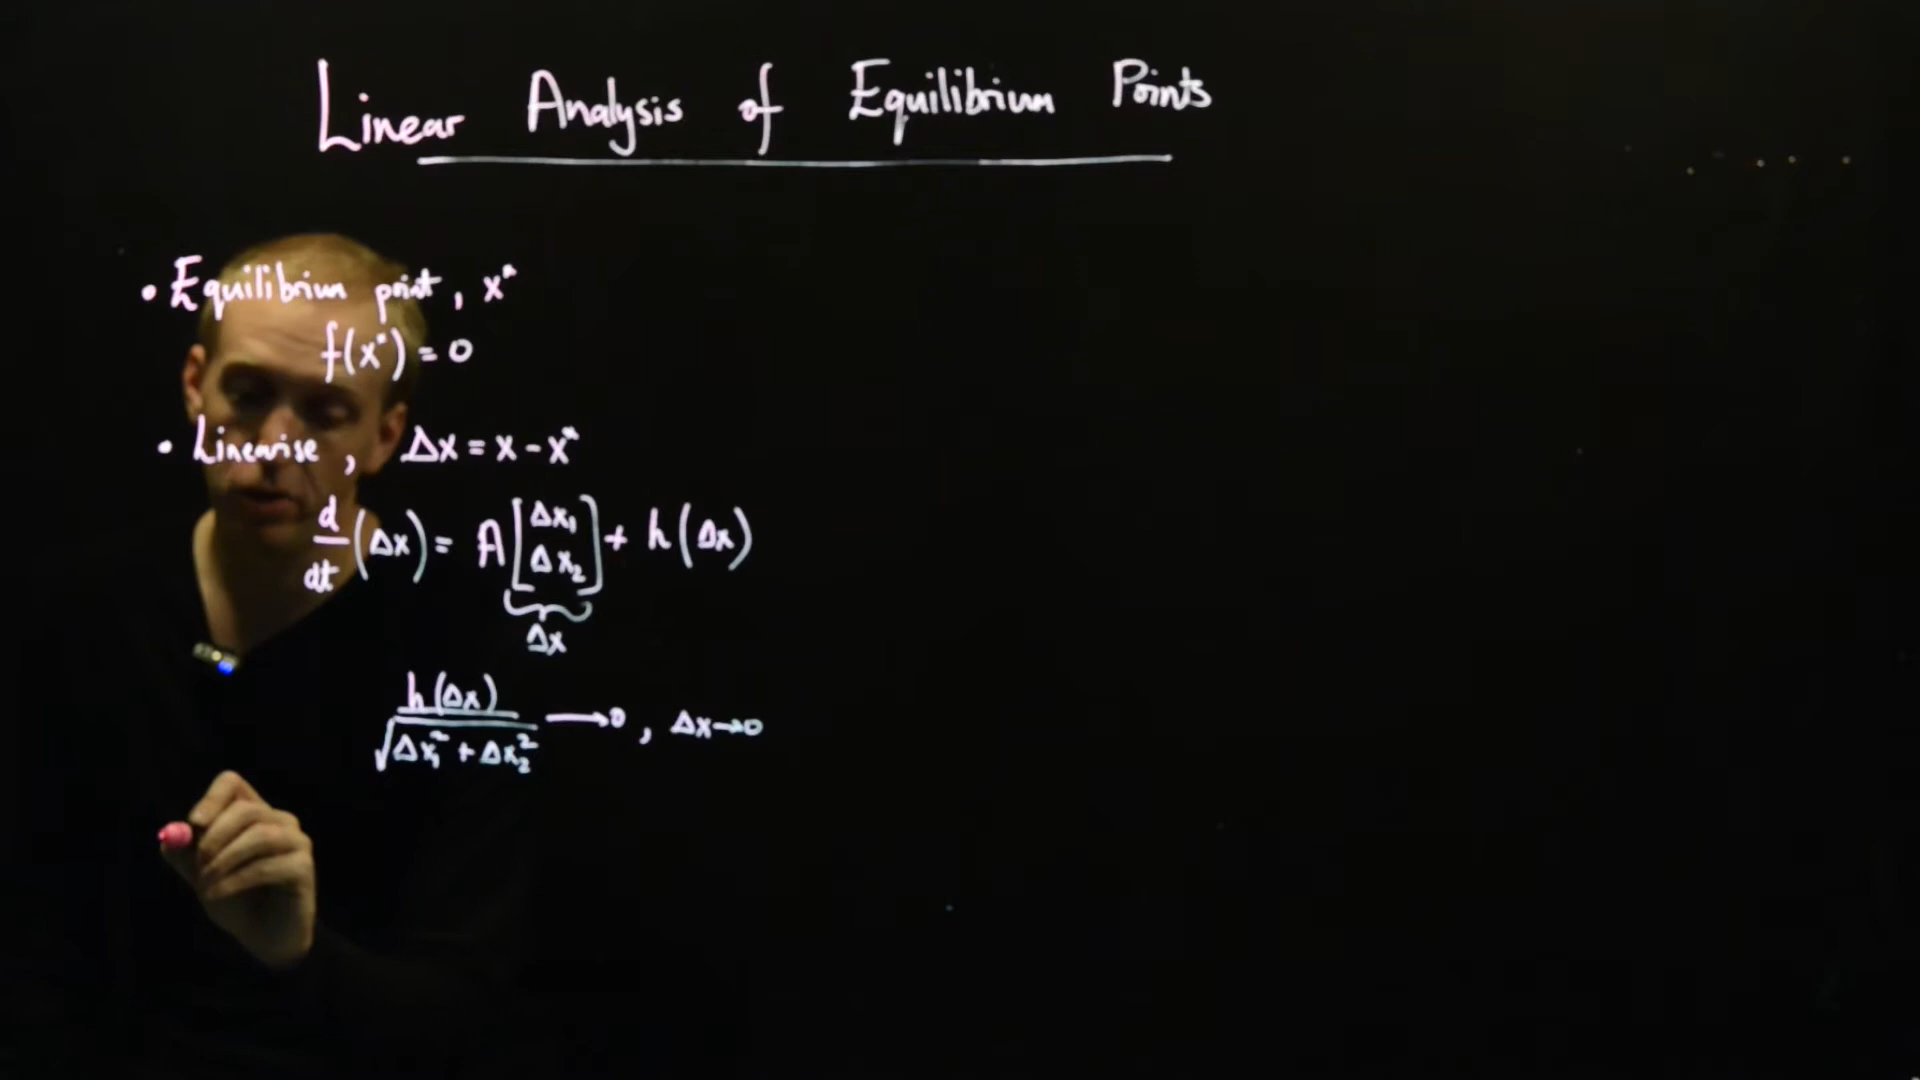 Linear Analysis of Equilibrium Points
• Equilibrium point, x*
f(x*) = 0
• Linearise, Δx = x - x*
d/dt (Δx) = A [Δx₁ Δx₂] + h(Δx)
Δx
h(Δx) / √(Δx₁² + Δx₂²) → 0, Δx → 0